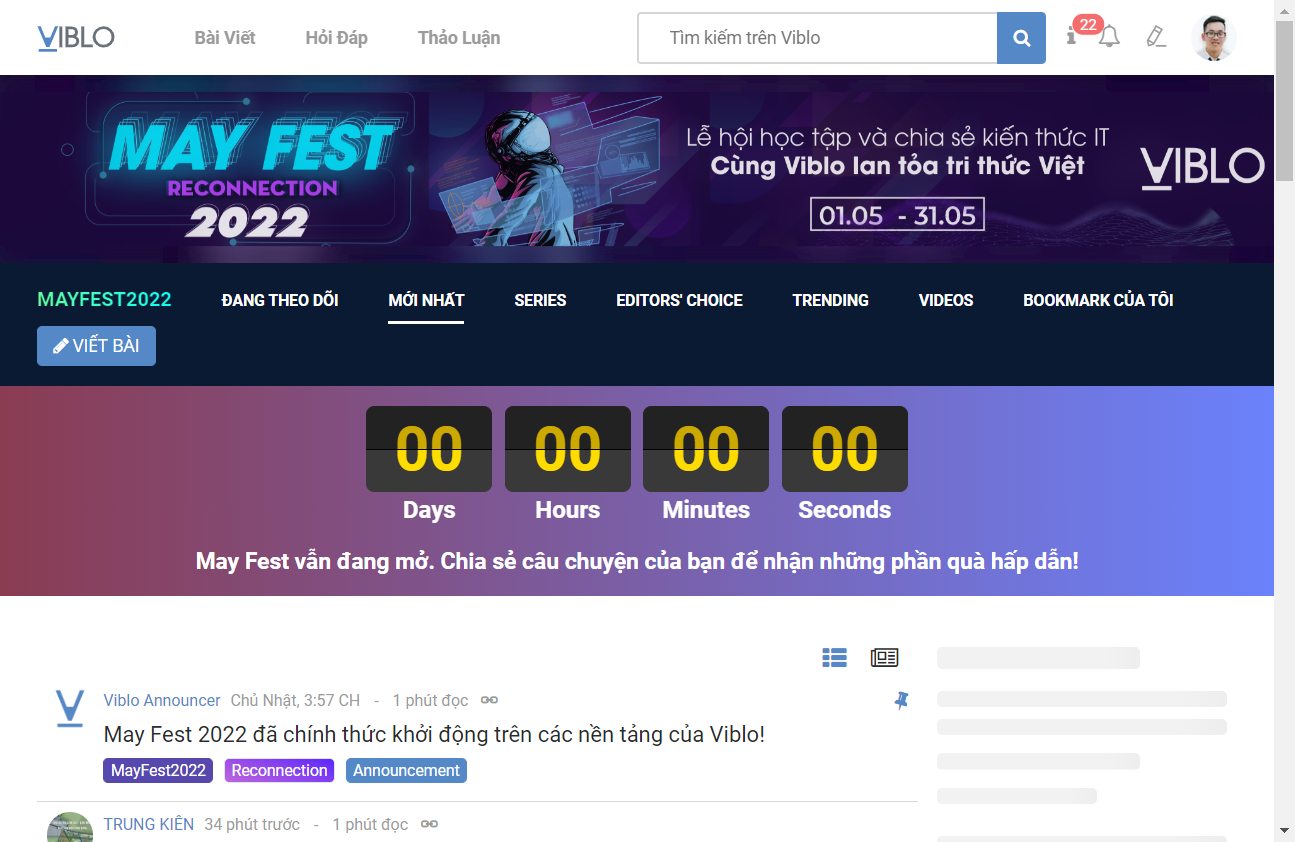 VIBLO
Bài Viết
Hỏi Đáp
Thảo Luận
Tìm kiếm trên Viblo
22
MAY FEST
RECONNECTION
2022
Lễ hội học tập và chia sẻ kiến thức IT
Cùng Viblo lan tỏa tri thức Việt
01.05 - 31.05
VIBLO
MAYFEST2022
ĐANG THEO DÕI
MỚI NHẤT
SERIES
EDITORS' CHOICE
TRENDING
VIDEOS
BOOKMARK CỦA TÔI
VIẾT BÀI
00 00 00 00
Days Hours Minutes Seconds
May Fest vẫn đang mở. Chia sẻ câu chuyện của bạn để nhận những phần quà hấp dẫn!
Viblo Announcer Chủ Nhật, 3:57 CH - 1 phút đọc
May Fest 2022 đã chính thức khởi động trên các nền tảng của Viblo!
MayFest2022 Reconnection Announcement
TRUNG KIÊN 34 phút trước - 1 phút đọc